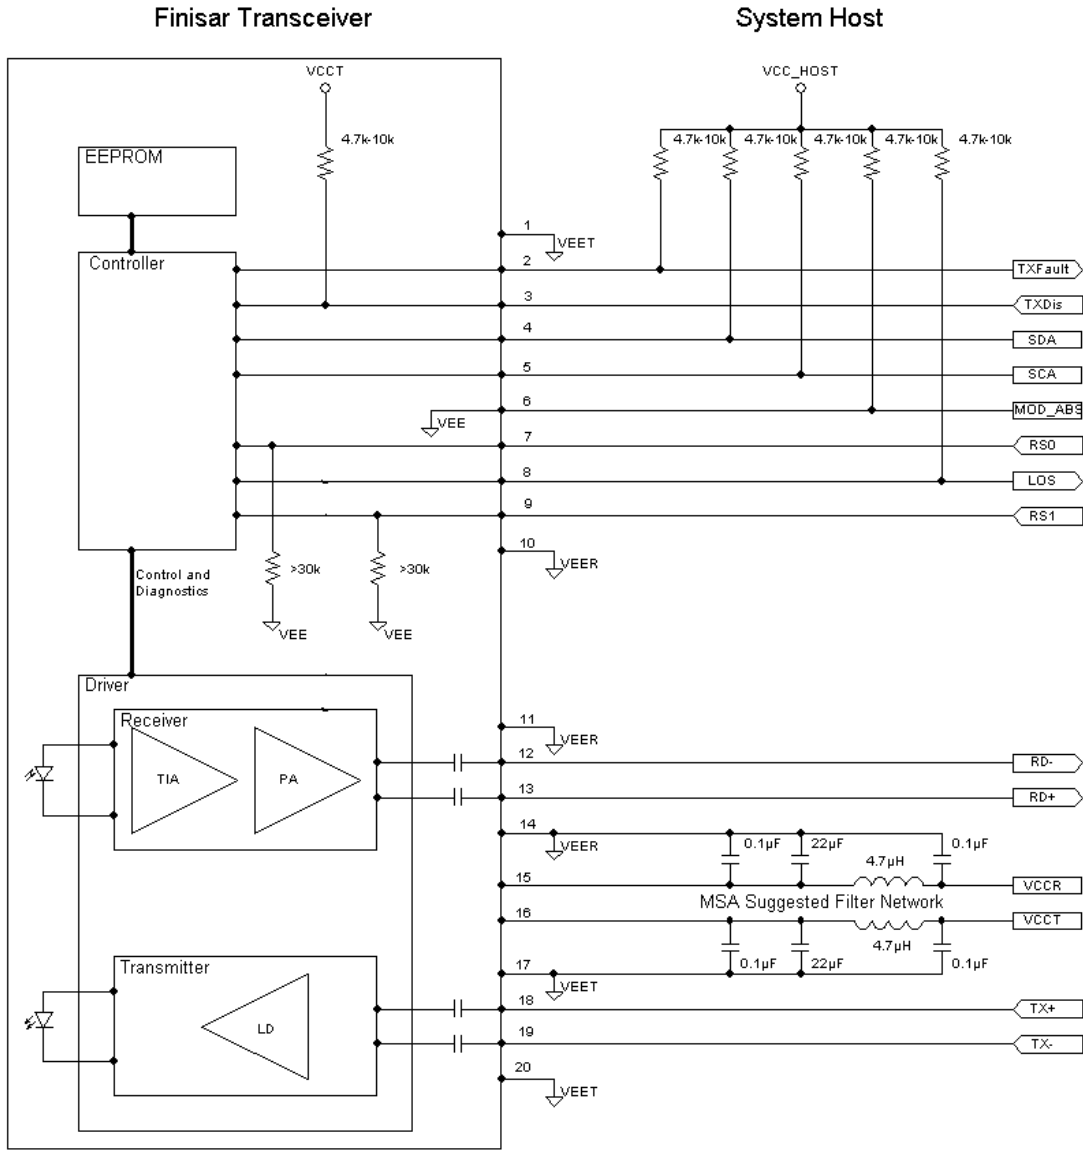 Finisar Transceiver
System Host
VCCT
VCC_HOST
4.7k-10k
4.7k-10k
4.7k-10k
4.7k-10k
4.7k-10k
4.7k-10k
EEPROM
1
VEET
Controller
2
TXFault
3
TXDis
4
SDA
5
SCA
6
MOD_ABS
VEE
7
RS0
8
LOS
9
RS1
10
VEER
Control and
Diagnostics
>30k
>30k
VEE
VEE
Driver
Receiver
11
VEER
12
RD-
TIA
PA
13
RD+
14
VEER
0.1µF
22µF
0.1µF
4.7µH
15
VCCR
MSA Suggested Filter Network
16
VCCT
4.7µH
0.1µF
22µF
0.1µF
Transmitter
17
VEET
18
TX+
LD
19
TX-
20
VEET